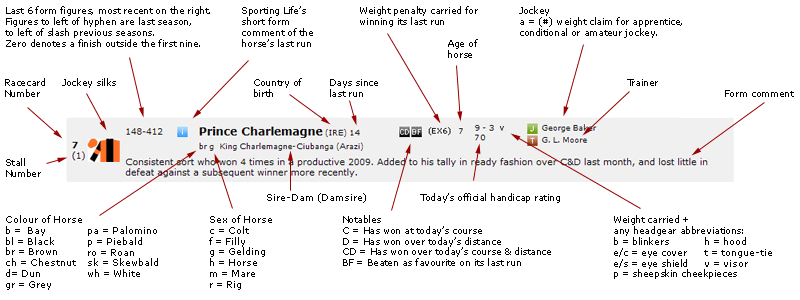 Last 6 form figures, most recent on the right.
Figures to left of hyphen are last season,
to left of slash previous seasons.
Zero denotes a finish outside the first nine.
Sporting Life's
short form
comment of the
horse's last run
Weight penalty carried for
winning its last run
Jockey
a = (#) weight claim for apprentice,
conditional or amateur jockey.
Age of
horse
Racecard
Number
Jockey silks
Country of
birth
Days since
last run
Trainer
Form comment
7
(1)
148-412
i
Prince Charlemagne (IRE) 14
br g King Charlemagne-Ciubanga (Arazi)
CD BF (EX6) 7
9 - 3 v
70
J George Baker
T G. L. Moore
Consistent sort who won 4 times in a productive 2009. Added to his tally in ready fashion over C&D last month, and lost little in
defeat against a subsequent winner more recently.
Stall
Number
Sire-Dam (Damsire)
Today's official handicap rating
Colour of Horse
b = Bay
bl = Black
br = Brown
ch = Chestnut
d= Dun
gr = Grey
pa = Palomino
p = Piebald
ro = Roan
sk = Skewbald
wh = White
Sex of Horse
c = Colt
f = Filly
g = Gelding
h = Horse
m = Mare
r = Rig
Notables
C = Has won at today's course
D = Has won over today's distance
CD = Has won over today's course & distance
BF = Beaten as favourite on its last run
Weight carried +
any headgear abbreviations:
b = blinkers
e/c = eye cover
e/s = eye shield
p = sheepskin cheekpieces
h = hood
t = tongue-tie
v = visor